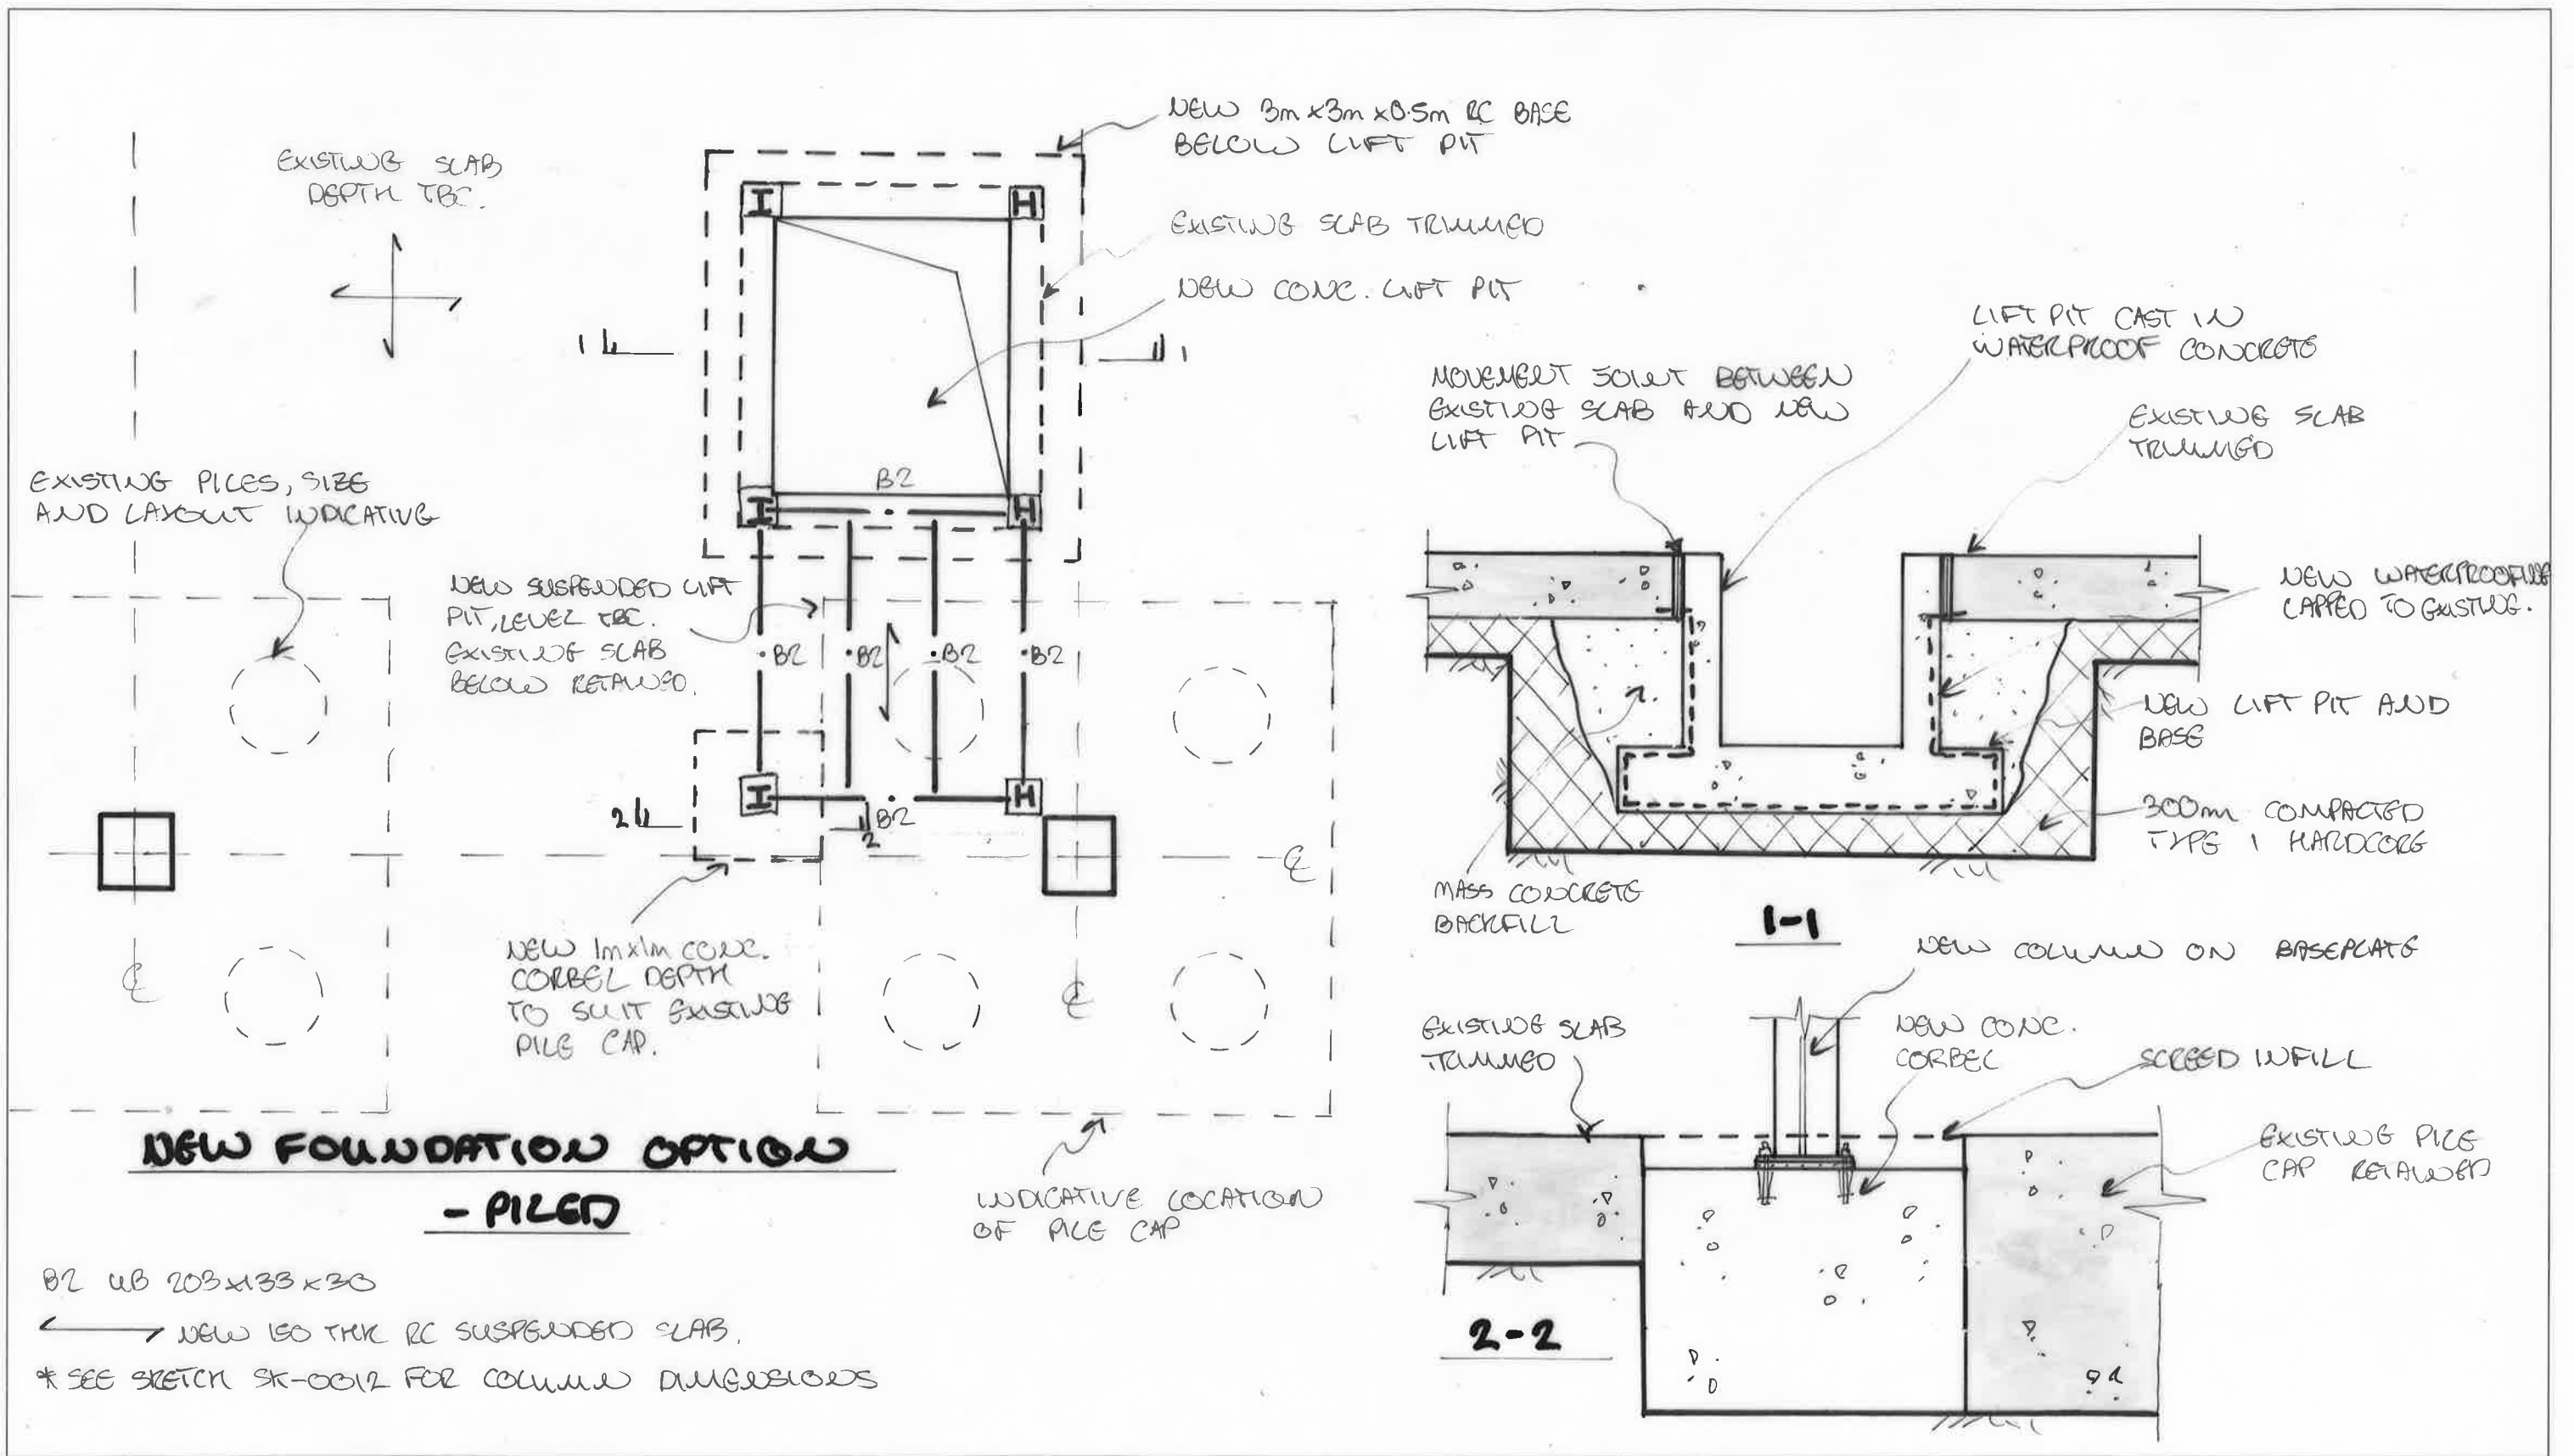 NEW 3m x3m x0.5m RC BASE
BELOW LIFT PIT
EXISTING SLAB
DEPTH TBC.
EXISTING SLAB TRIMMED
NEW CONC. LIFT PIT
1
1
EXISTING PILES, SIZE
AND LAYOUT INDICATIVE
B2
NEW SUSPENDED LIFT
PIT, LEVEL TBC.
EXISTING SLAB
BELOW RETAINED.
B2
B2
B2
B2
2
B2
2
NEW 1mx1m CONC.
CORBEL DEPTH
TO SUIT EXISTING
PILE CAP.
INDICATIVE LOCATION
OF PILE CAP
NEW FOUNDATION OPTION
- PILED
B2 UB 203x133x30
NEW 150 THK RC SUSPENDED SLAB.
* SEE SKETCH SK-0012 FOR COLUMN DIMENSIONS
LIFT PIT CAST IN
WATERPROOF CONCRETE
MOVEMENT JOINT BETWEEN
EXISTING SLAB AND NEW
LIFT PIT
EXISTING SLAB
TRIMMED
NEW WATERPROOFING
LAPPED TO EXISTING.
NEW LIFT PIT AND
BASE
300mm COMPACTED
TYPE 1 HARDCORE
MASS CONCRETE
BACKFILL
1-1
NEW COLUMN ON BASEPLATE
EXISTING SLAB
TRIMMED
NEW CONC.
CORBEL
SCREED INFILL
EXISTING PILE
CAP RETAINED
2-2